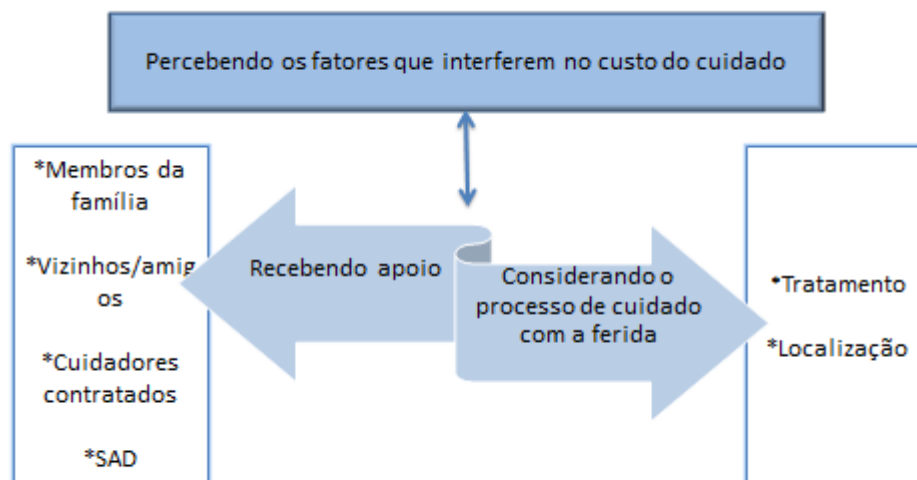 Percebendo os fatores que interferem no custo do cuidado
*Membros da
família
*Vizinhos/amig
os
*Cuidadores
contratados
*SAD
Recebendo apoio
Considerando o
processo de cuidado
com a ferida
*Tratamento
*Localização